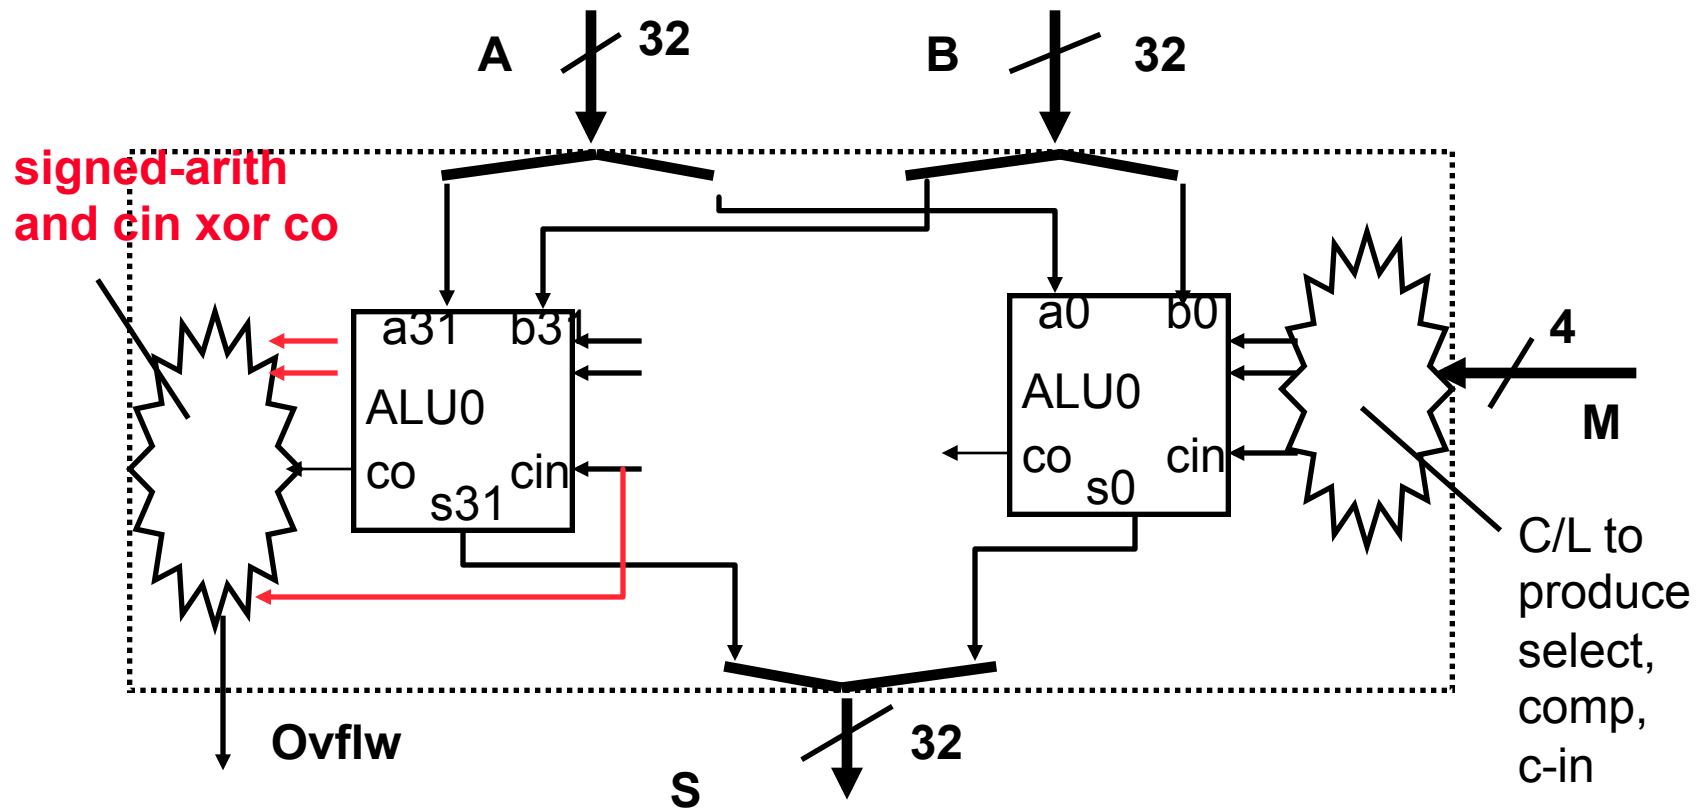 A
32
B
32
signed-arith
and cin xor co
a31
b31
ALU0
co
cin
s31
a0
b0
ALU0
co
cin
s0
4
M
C/L to
produce
select,
comp,
c-in
Ovflw
32
S